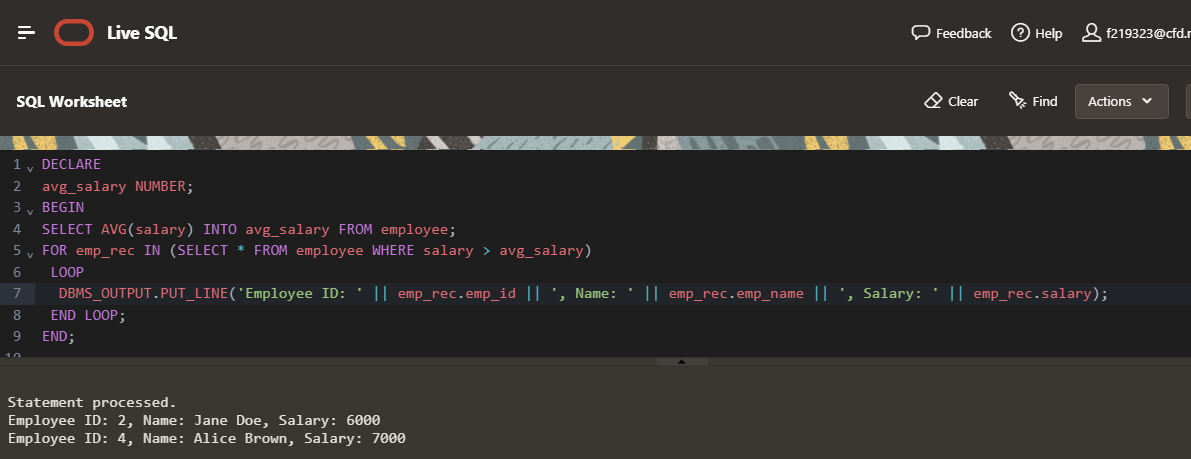 Live SQL
Feedback
Help
f219323@cfd.
SQL Worksheet
Clear
Find
Actions
1 DECLARE
2 avg_salary NUMBER;
3 BEGIN
4 SELECT AVG(salary) INTO avg_salary FROM employee;
5 FOR emp_rec IN (SELECT * FROM employee WHERE salary > avg_salary)
6 LOOP
7 DBMS_OUTPUT.PUT_LINE('Employee ID: ' || emp_rec.emp_id || ', Name: ' || emp_rec.emp_name || ', Salary: ' || emp_rec.salary);
8 END LOOP;
9 END;
10
Statement processed.
Employee ID: 2, Name: Jane Doe, Salary: 6000
Employee ID: 4, Name: Alice Brown, Salary: 7000